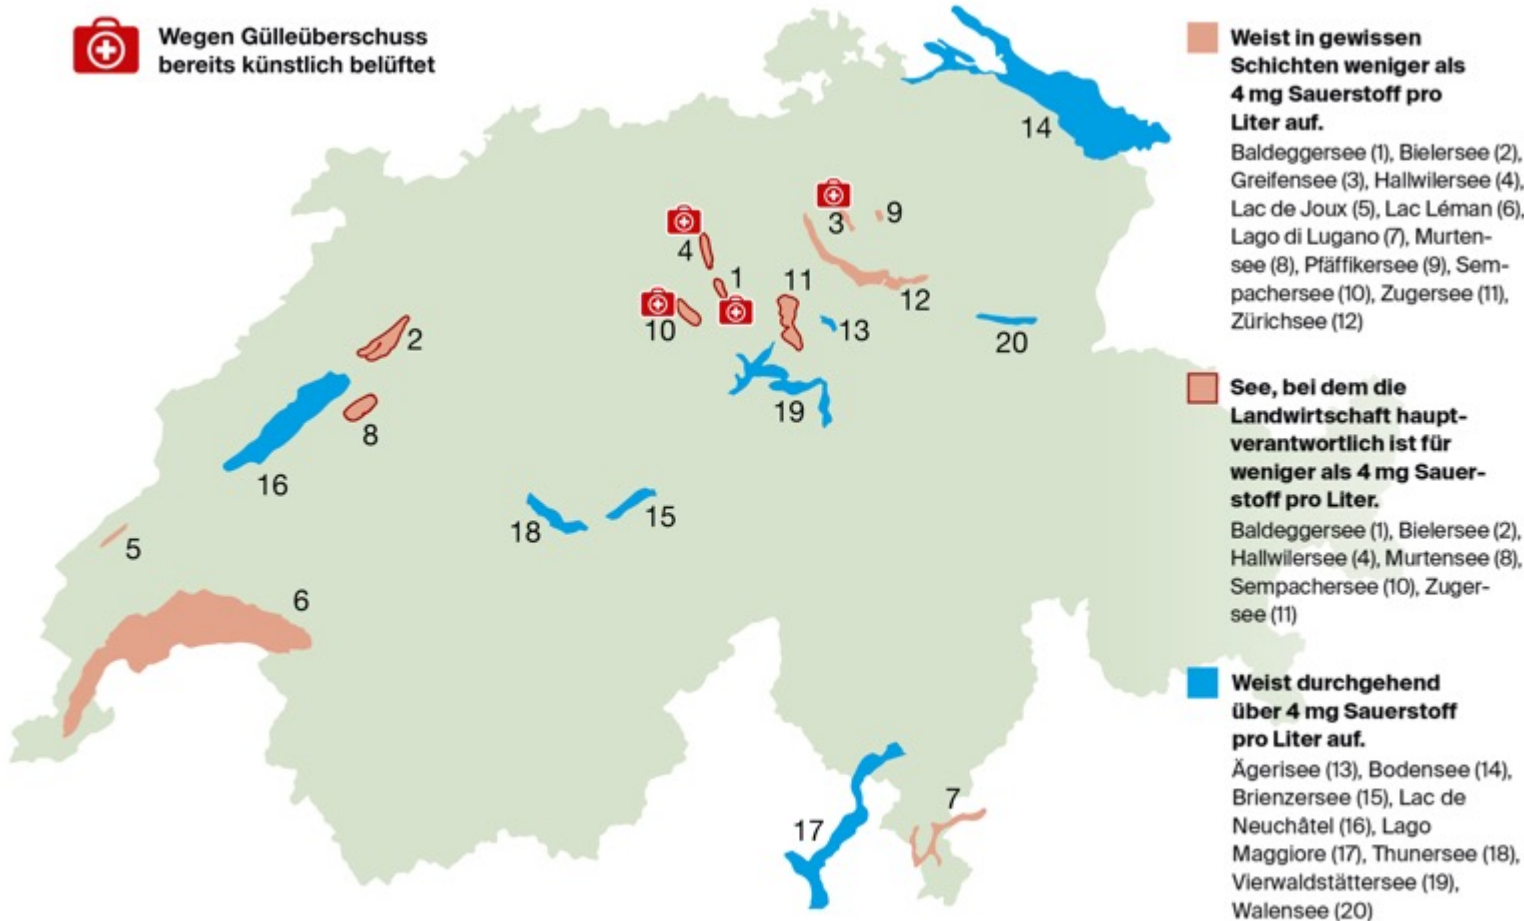 Wegen Gülleüberschuss
bereits künstlich belüftet
Weist in gewissen
Schichten weniger als
4 mg Sauerstoff pro
Liter auf.
Baldeggersee (1), Bielersee (2),
Greifensee (3), Hallwilersee (4),
Lac de Joux (5), Lac Léman (6),
Lago di Lugano (7), Murten-
see (8), Pfäffikersee (9), Sem-
pachersee (10), Zugersee (11),
Zürichsee (12)
See, bei dem die
Landwirtschaft haupt-
verantwortlich ist für
weniger als 4 mg Sauer-
stoff pro Liter.
Baldeggersee (1), Bielersee (2),
Hallwilersee (4), Murtensee (8),
Sempachersee (10), Zuger-
see (11)
Weist durchgehend
über 4 mg Sauerstoff
pro Liter auf.
Ägerisee (13), Bodensee (14),
Brienzersee (15), Lac de
Neuchâtel (16), Lago
Maggiore (17), Thunersee (18),
Vierwaldstättersee (19),
Walensee (20)
14
3
9
4
1
11
12
10
13
20
2
19
8
16
18
15
5
6
7
17